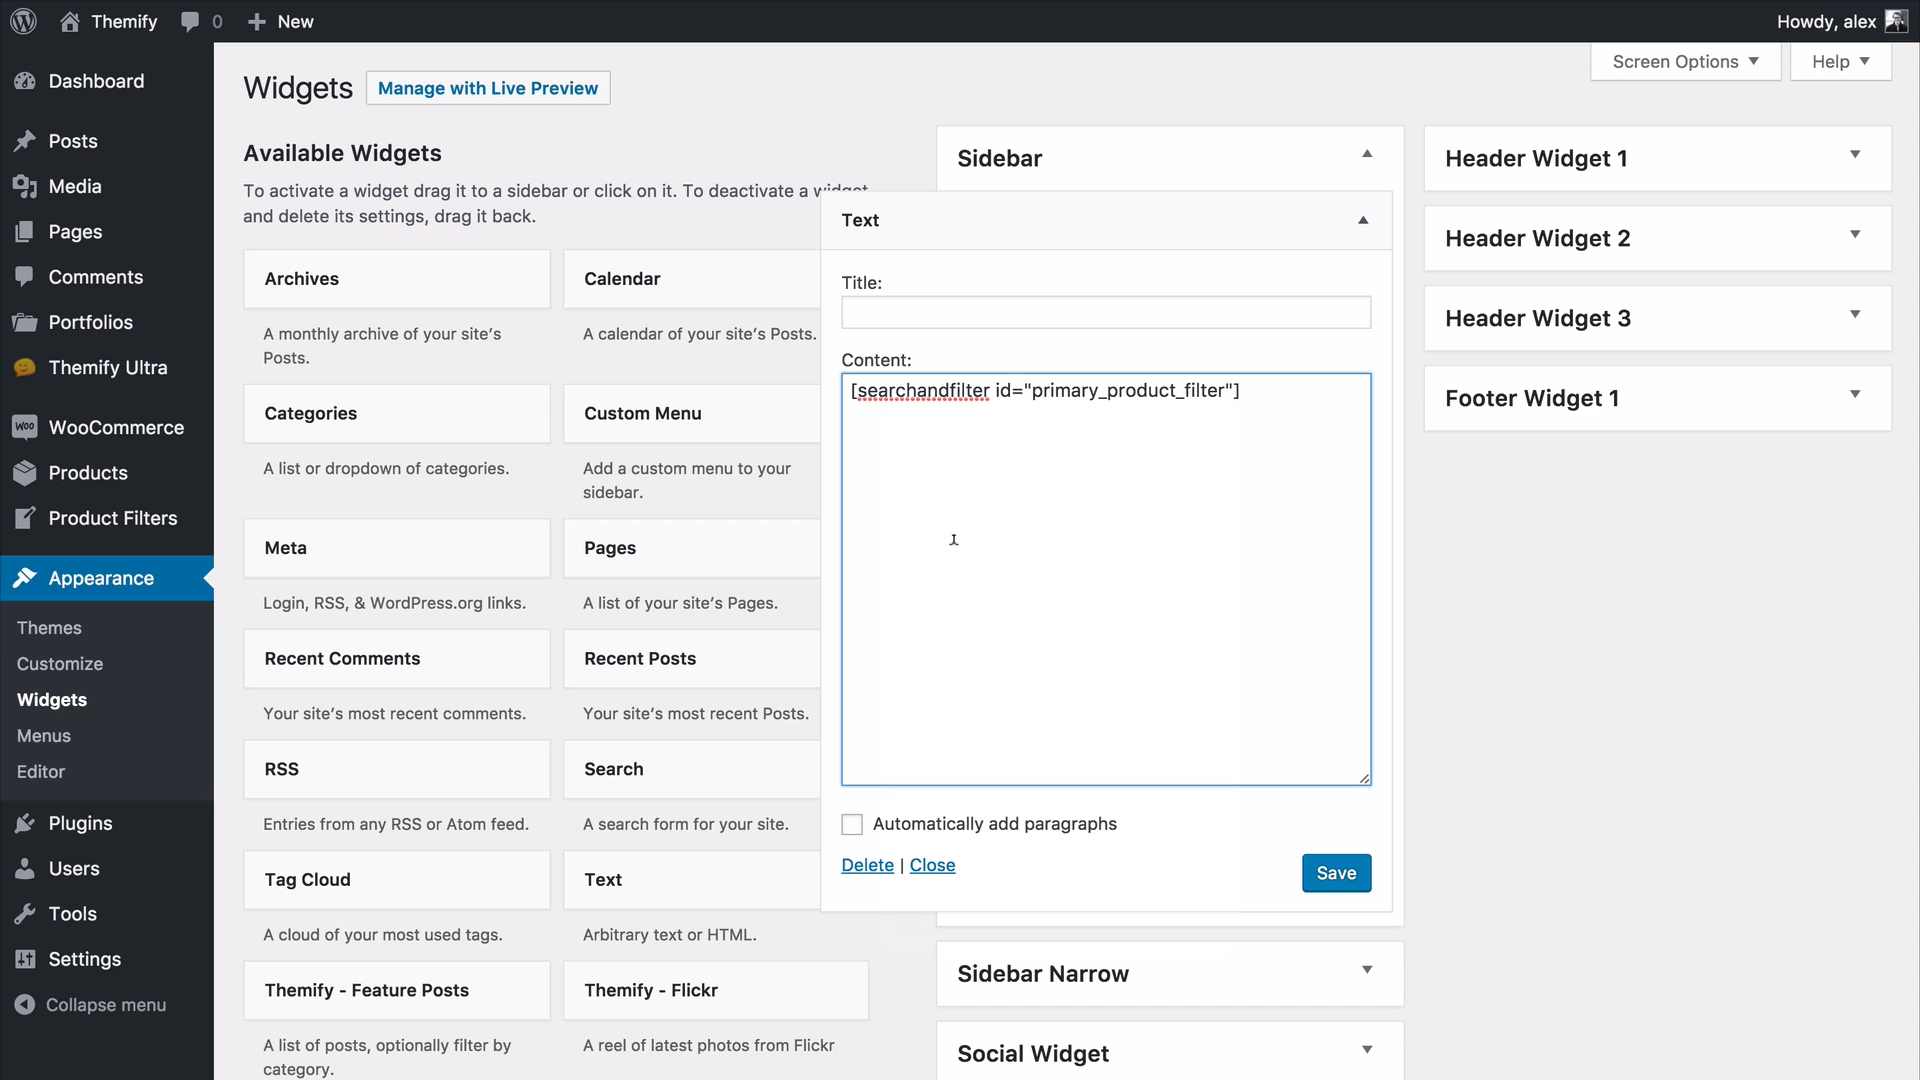 Themify 0 New Howdy, alex
Dashboard
Posts
Media
Pages
Comments
Portfolios
Themify Ultra
WooCommerce
Products
Product Filters
Appearance
Themes
Customize
Widgets
Menus
Editor
Plugins
Users
Tools
Settings
Collapse menu
Screen Options Help
Widgets Manage with Live Preview
Available Widgets
To activate a widget drag it to a sidebar or click on it. To deactivate a widget
and delete its settings, drag it back.
Archives
A monthly archive of your site's
Posts.
Calendar
A calendar of your site's Posts.
Categories
A list or dropdown of categories.
Custom Menu
Add a custom menu to your
sidebar.
Meta
Login, RSS, & WordPress.org links.
Pages
A list of your site's Pages.
Recent Comments
Your site's most recent comments.
Recent Posts
Your site's most recent Posts.
RSS
Entries from any RSS or Atom feed.
Search
A search form for your site.
Tag Cloud
A cloud of your most used tags.
Text
Arbitrary text or HTML.
Themify - Feature Posts
A list of posts, optionally filter by
category.
Themify - Flickr
A reel of latest photos from Flickr
Sidebar
Text
Title:
Content:
[searchandfilter id="primary_product_filter"]
Automatically add paragraphs
Delete | Close
Save
Sidebar Narrow
Social Widget
Header Widget 1
Header Widget 2
Header Widget 3
Footer Widget 1